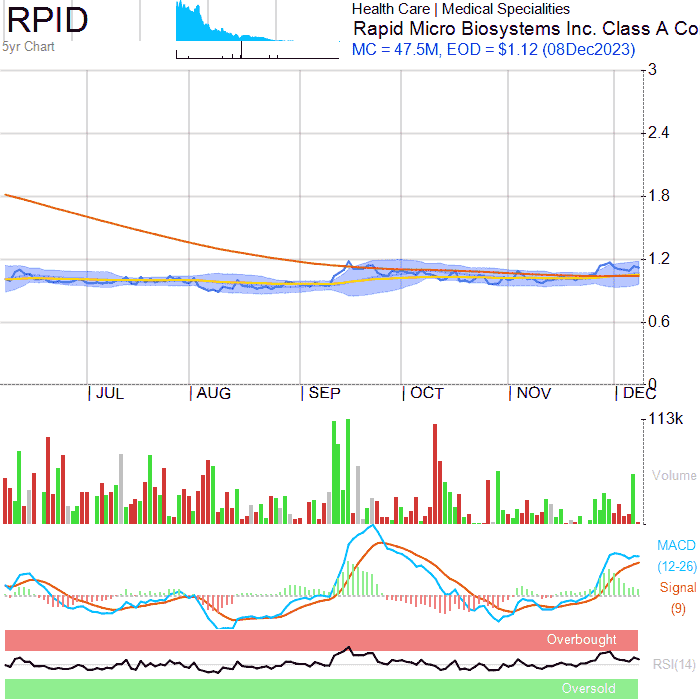 RPID
5yr Chart
Health Care | Medical Specialities
Rapid Micro Biosystems Inc. Class A Co
MC = 47.5M, EOD = $1.12 (08Dec2023)
3
2.4
1.8
1.2
0.6
0
JUL AUG SEP OCT NOV DEC
113k
Volume
MACD
(12-26)
Signal
(9)
Overbought
RSI(14)
Oversold